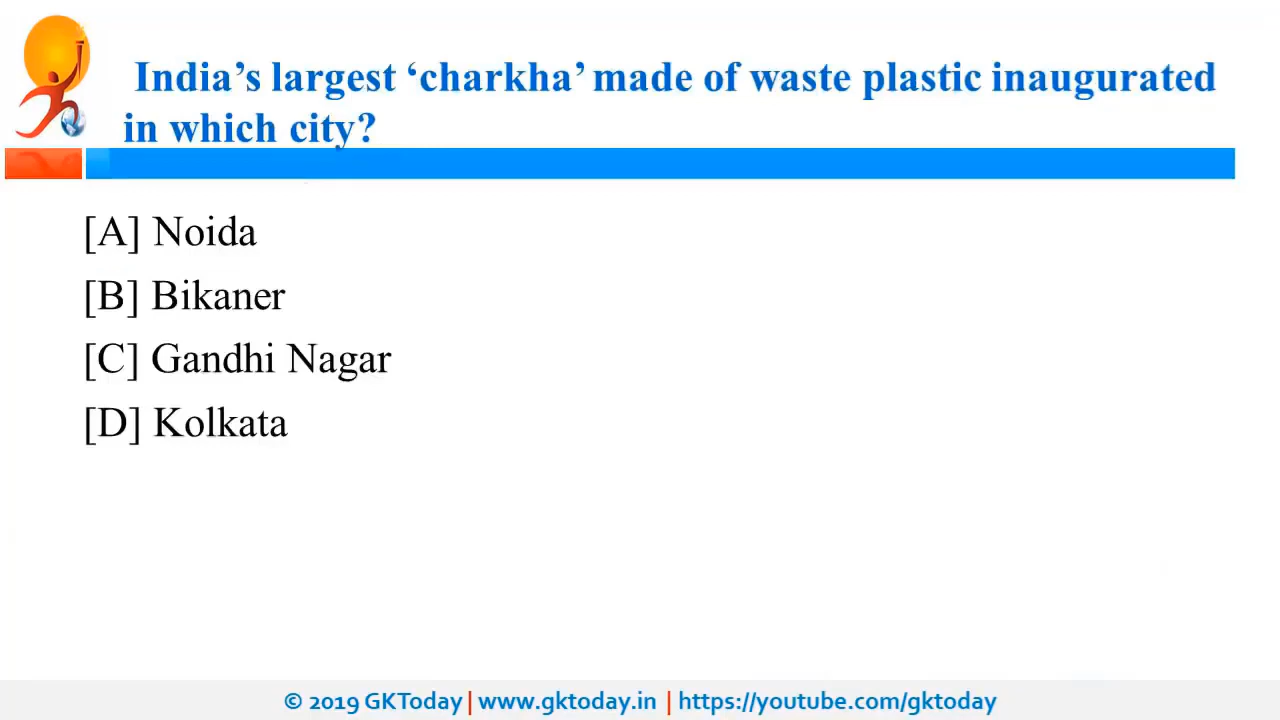 India’s largest ‘charkha’ made of waste plastic inaugurated
in which city?
[A] Noida
[B] Bikaner
[C] Gandhi Nagar
[D] Kolkata
© 2019 GKToday | www.gktoday.in | https://youtube.com/gktoday